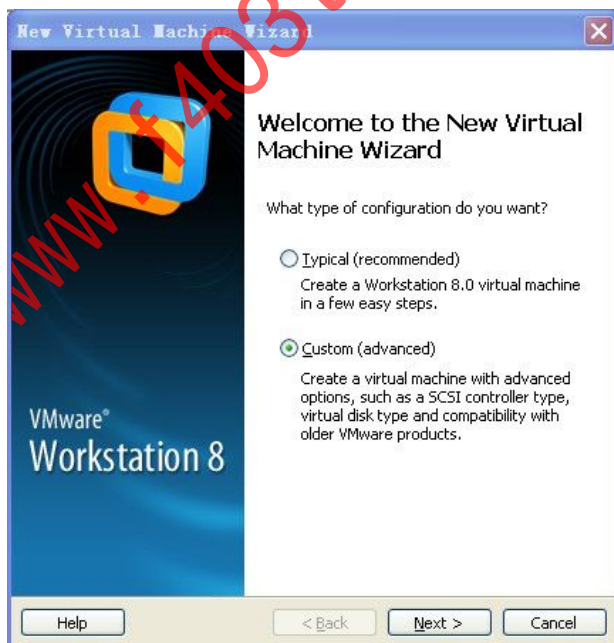 New Virtual Machine Wizard
Welcome to the New Virtual
Machine Wizard
What type of configuration do you want?
Typical (recommended)
Create a Workstation 8.0 virtual machine
in a few easy steps.
Custom (advanced)
Create a virtual machine with advanced
options, such as a SCSI controller type,
virtual disk type and compatibility with
older VMware products.
VMware®
Workstation 8
Help
< Back
Next >
Cancel